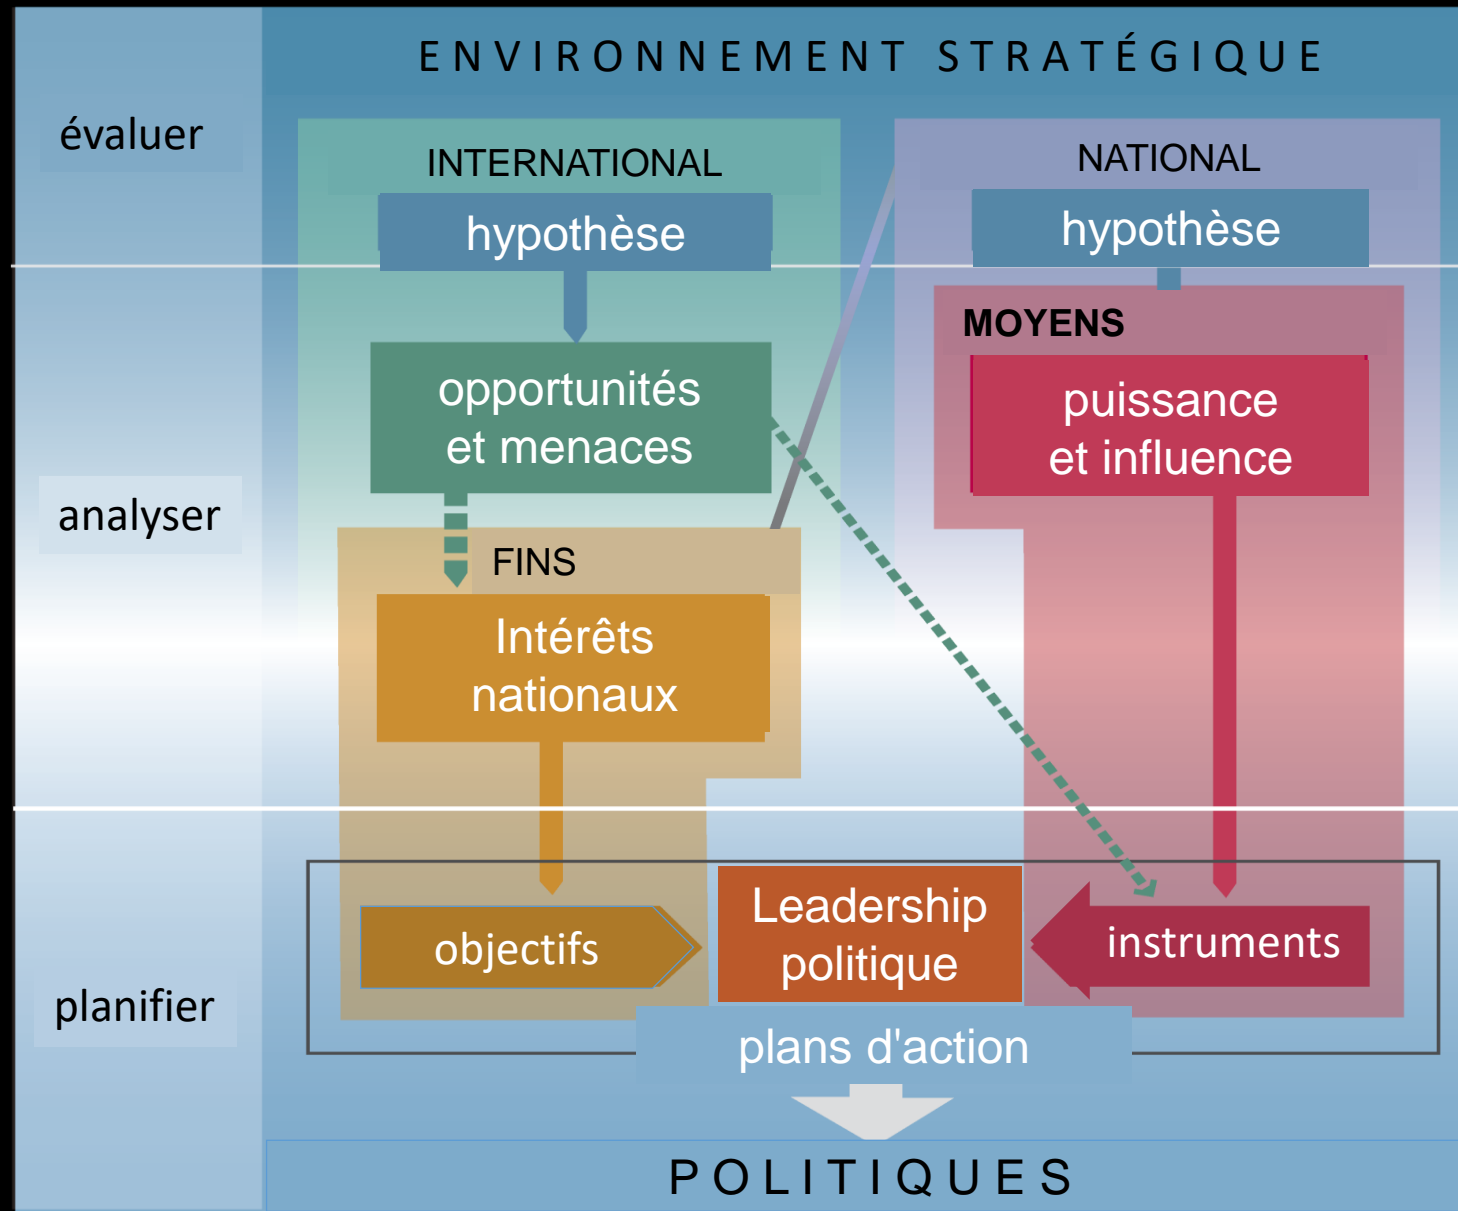 ENVIRONNEMENT STRATÉGIQUE
évaluer
INTERNATIONAL
hypothèse
NATIONAL
hypothèse
MOYENS
puissance
et influence
opportunités
et menaces
analyser
FINS
Intérêts
nationaux
planifier
objectifs
Leadership
politique
instruments
plans d'action
POLITIQUES